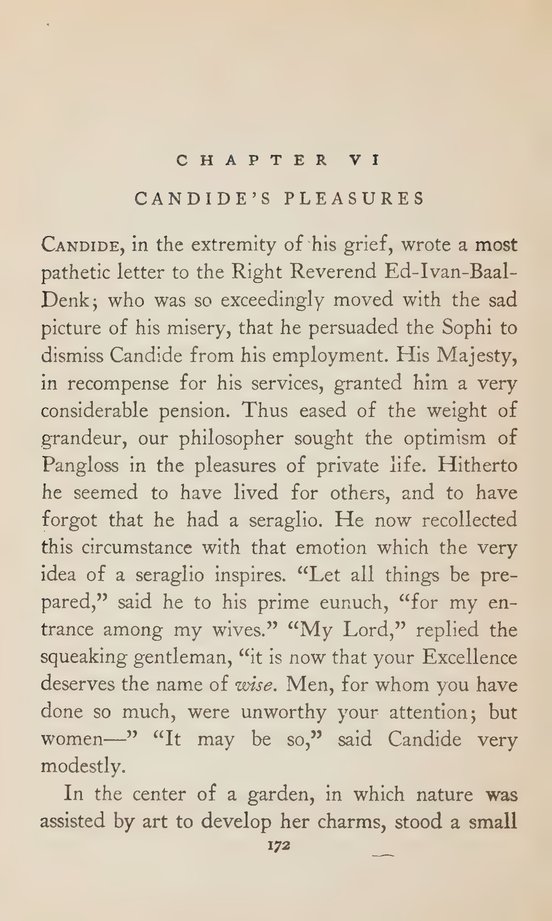 CHAPTER VI
CANDIDE'S PLEASURES
CANDIDE, in the extremity of his grief, wrote a most
pathetic letter to the Right Reverend Ed-Ivan-Baal-
Denk; who was so exceedingly moved with the sad
picture of his misery, that he persuaded the Sophi to
dismiss Candide from his employment. His Majesty,
in recompense for his services, granted him a very
considerable pension. Thus eased of the weight of
grandeur, our philosopher sought the optimism of
Pangloss in the pleasures of private life. Hitherto
he seemed to have lived for others, and to have
forgot that he had a seraglio. He now recollected
this circumstance with that emotion which the very
idea of a seraglio inspires. “Let all things be pre-
pared,” said he to his prime eunuch, “for my en-
trance among my wives.” “My Lord,” replied the
squeaking gentleman, “it is now that your Excellence
deserves the name of wise. Men, for whom you have
done so much, were unworthy your attention; but
women—” “It may be so,” said Candide very
modestly.
In the center of a garden, in which nature was
assisted by art to develop her charms, stood a small
172